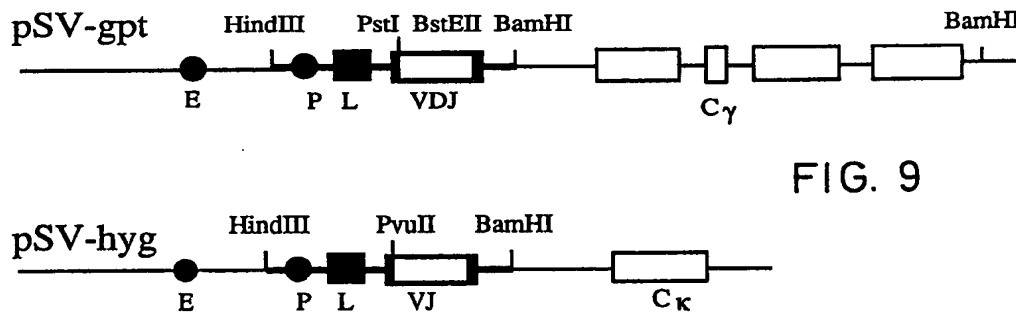 pSV-gpt
HindIII PstI BstEII BamHI BamHI
E P L VDJ Cγ
FIG. 9
pSV-hyg
HindIII PvuII BamHI
E P L VJ Cκ